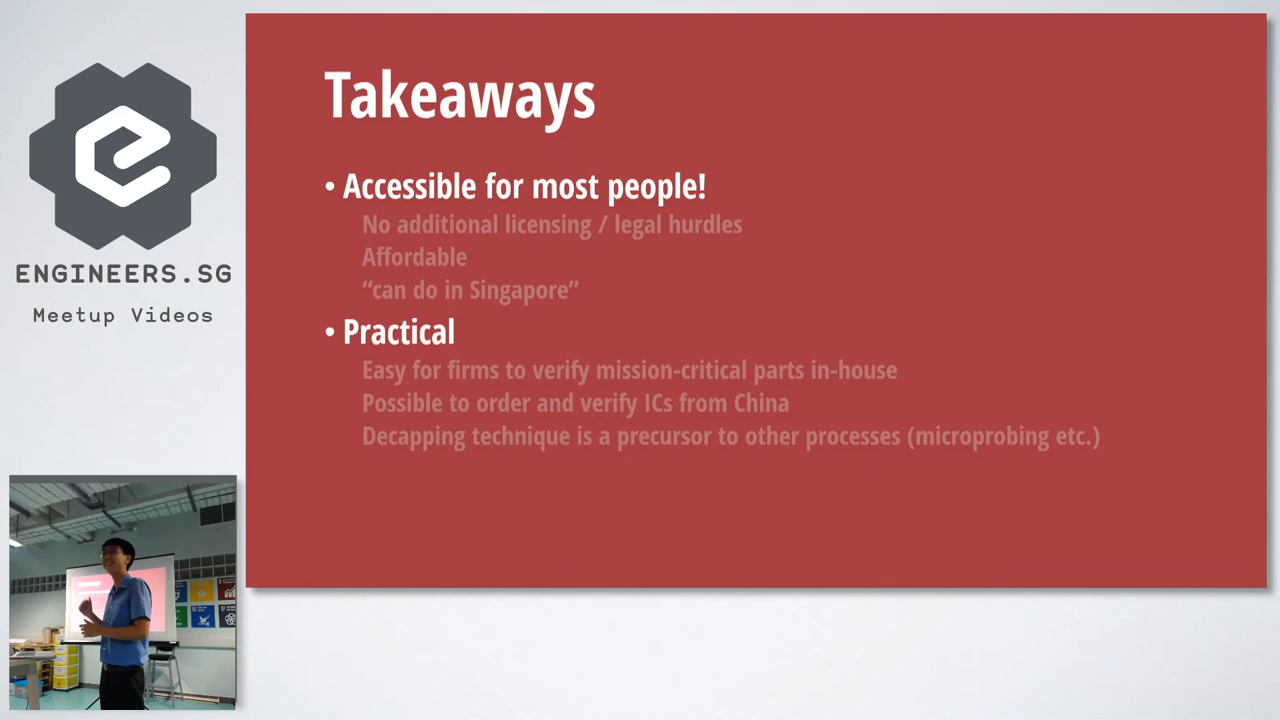 ENGINEERS.SG
Meetup Videos
Takeaways
• Accessible for most people!
No additional licensing / legal hurdles
Affordable
“can do in Singapore”
• Practical
Easy for firms to verify mission-critical parts in-house
Possible to order and verify ICs from China
Decapping technique is a precursor to other processes (microprobing etc.)
Takeaways